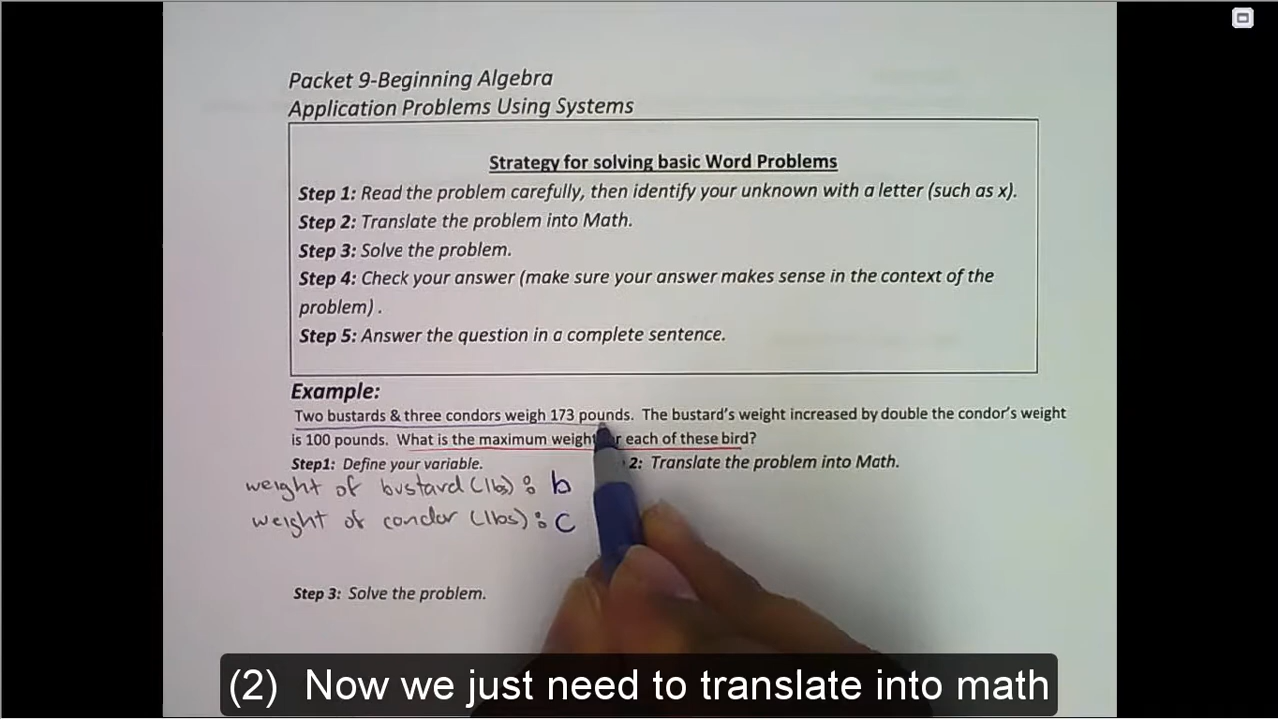 Packet 9-Beginning Algebra
Application Problems Using Systems
Strategy for solving basic Word Problems
Step 1: Read the problem carefully, then identify your unknown with a letter (such as x).
Step 2: Translate the problem into Math.
Step 3: Solve the problem.
Step 4: Check your answer (make sure your answer makes sense in the context of the
problem) .
Step 5: Answer the question in a complete sentence.
Example:
Two bustards & three condors weigh 173 pounds. The bustard's weight increased by double the condor's weight
is 100 pounds. What is the maximum weight each of these bird?
Step1: Define your variable. 2: Translate the problem into Math.
weight of bustard (lbs) : b
weight of condor (lbs) : c
Step 3: Solve the problem.
(2) Now we just need to translate into math